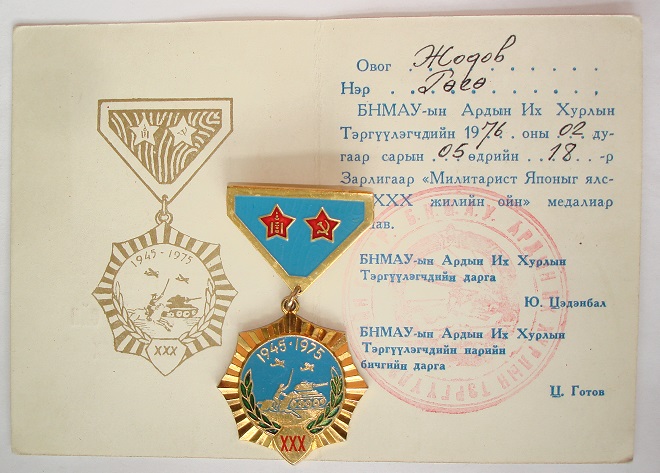 1945-1975
XXX
1945-1975
XXX
Овог Жодов
Нэр
БНМАУ-ын Ардын Их Хурлын
Тэргүүлэгчдийн 1976 оны 02 ду-
гаар сарын 05 өдрийн 18-р
Зарлигаар «Милитарист Японыг ялс-
XXX жилийн ойн» медалиар
БНМАУ-ын Ардын Их Хурлын
Тэргүүлэгчдийн дарга
Ю. Цэдэнбал
БНМАУ-ын Ардын Их Хурлын
Тэргүүлэгчдийн нарийн
бичгийн дарга
Ц. Готов